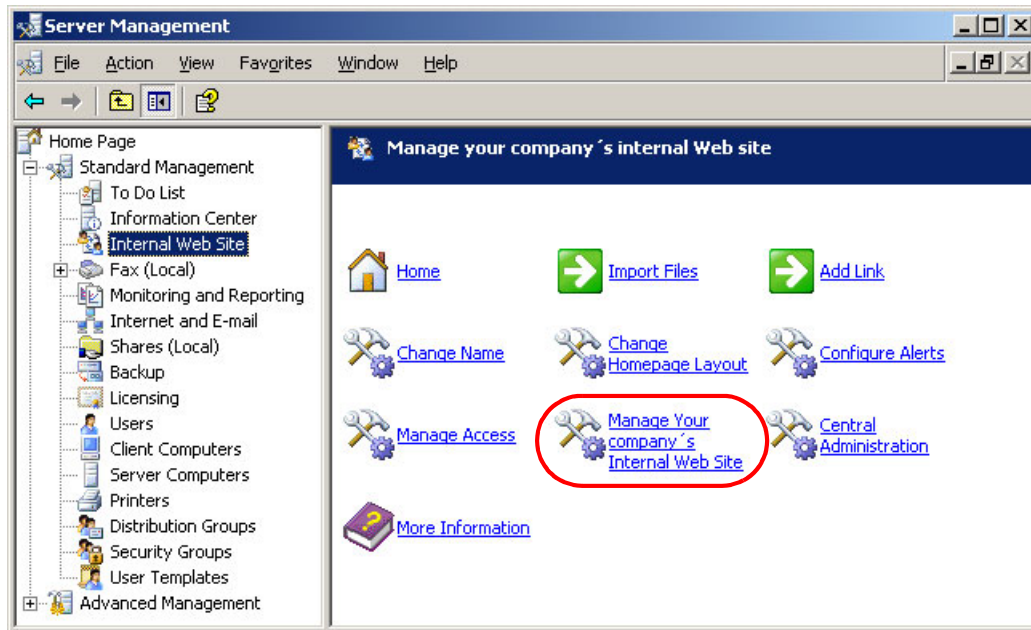 Server Management
File Action View Favorites Window Help
Home Page
Standard Management
To Do List
Information Center
Internal Web Site
Fax (Local)
Monitoring and Reporting
Internet and E-mail
Shares (Local)
Backup
Licensing
Users
Client Computers
Server Computers
Printers
Distribution Groups
Security Groups
User Templates
Advanced Management
Manage your company´s internal Web site
Home
Import Files
Add Link
Change Name
Change
Homepage Layout
Configure Alerts
Manage Access
Manage Your
company´s
Internal Web Site
Central
Administration
More Information